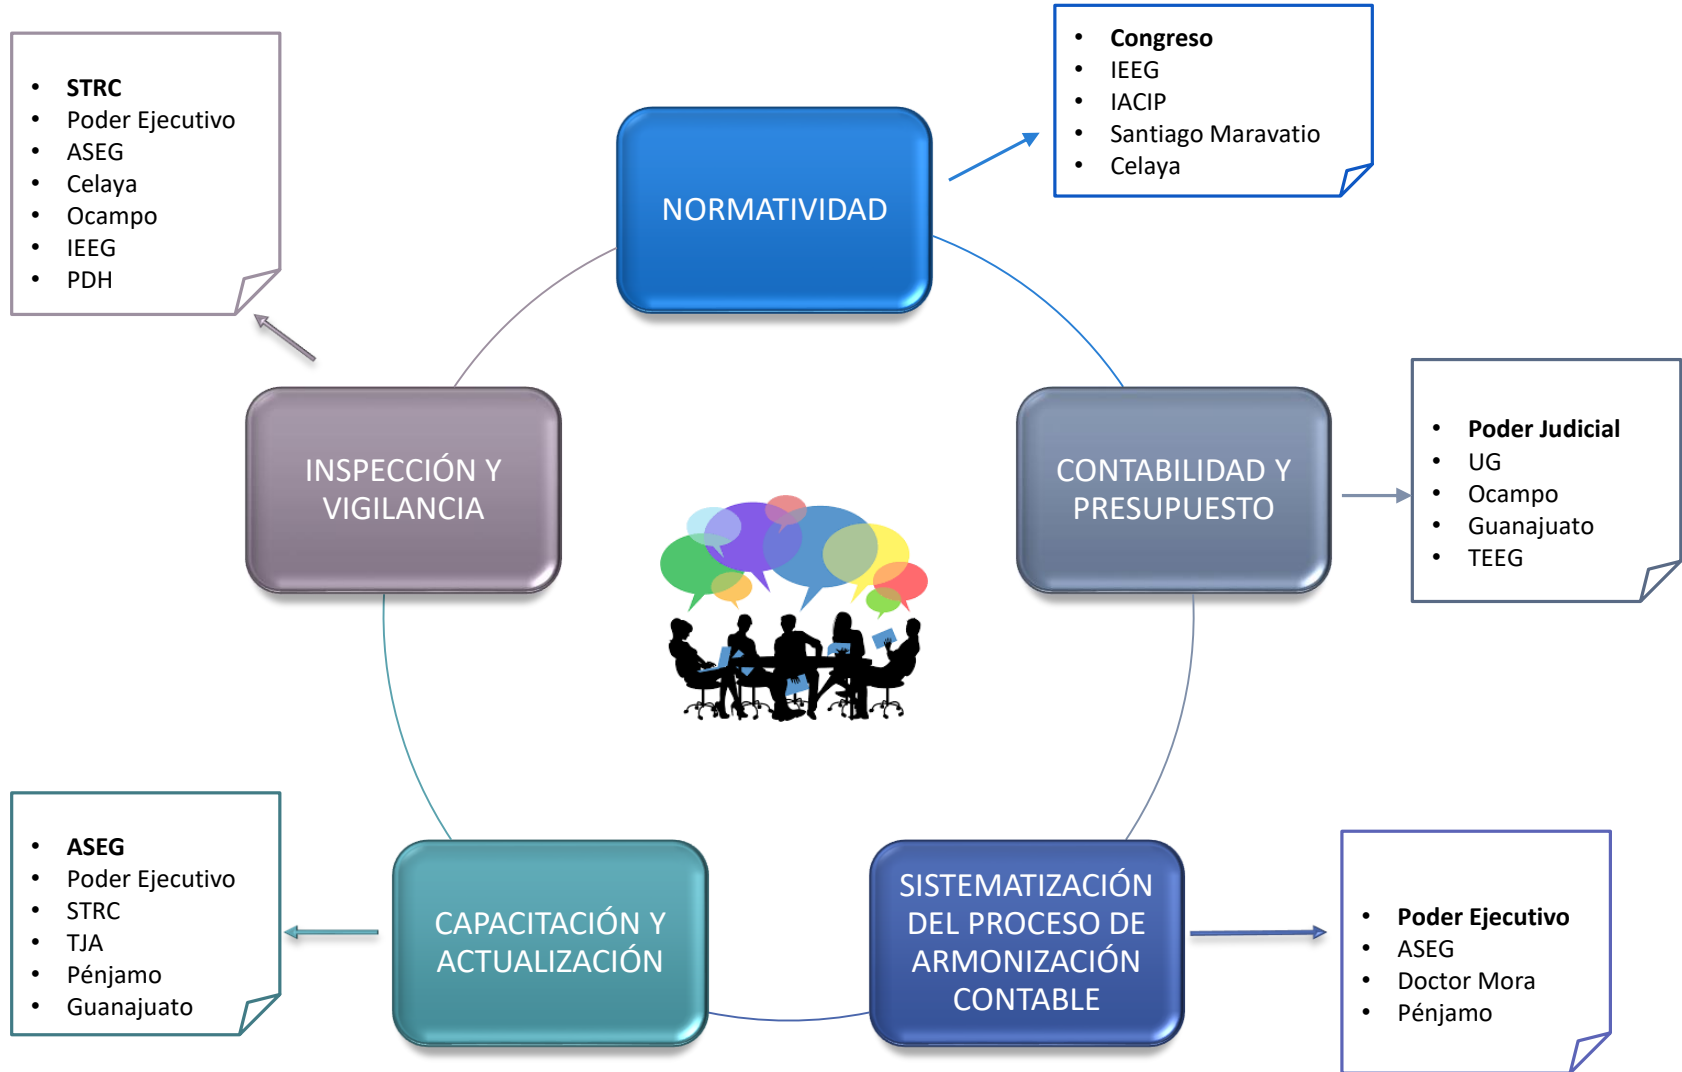 • STRC
• Poder Ejecutivo
• ASEG
• Celaya
• Ocampo
• IEEG
• PDH
• Congreso
• IEEG
• IACIP
• Santiago Maravatio
• Celaya
NORMATIVIDAD
INSPECCIÓN Y
VIGILANCIA
CONTABILIDAD Y
PRESUPUESTO
• Poder Judicial
• UG
• Ocampo
• Guanajuato
• TEEG
• ASEG
• Poder Ejecutivo
• STRC
• TJA
• Pénjamo
• Guanajuato
CAPACITACIÓN Y
ACTUALIZACIÓN
SISTEMATIZACIÓN
DEL PROCESO DE
ARMONIZACIÓN
CONTABLE
• Poder Ejecutivo
• ASEG
• Doctor Mora
• Pénjamo